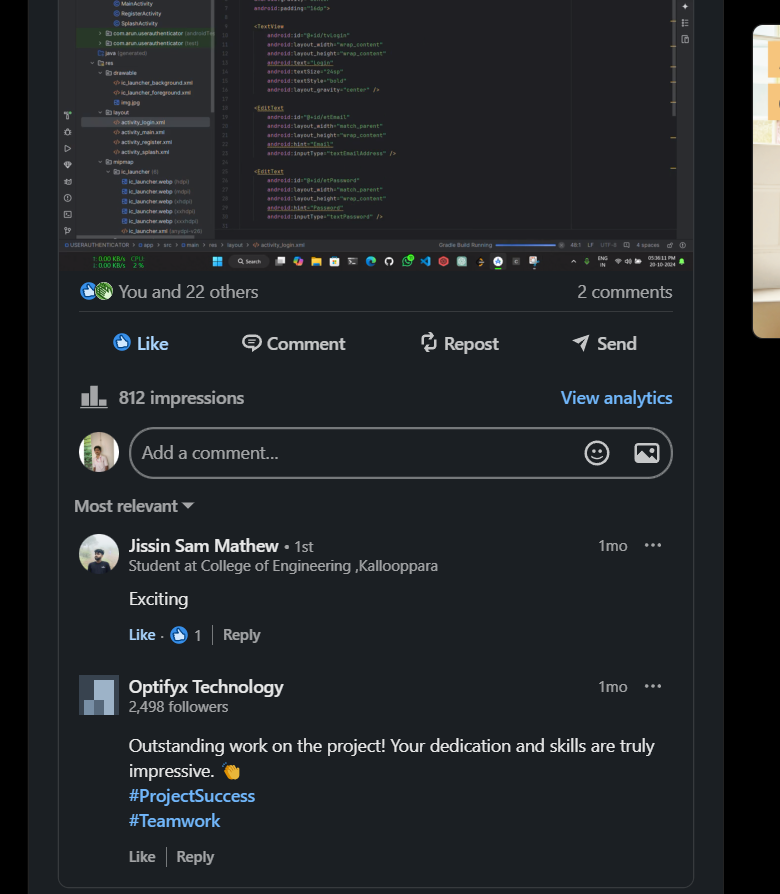 MainActivity
RegisterActivity
SplashActivity
com.arun.userauthenticator (androidTes
com.arun.userauthenticator (test)
java (generated)
res
drawable
ic_launcher_background.xml
ic_launcher_foreground.xml
img.jpg
layout
activity_login.xml
activity_main.xml
activity_register.xml
activity_splash.xml
mipmap
ic_launcher (6)
ic_launcher.webp (hdpi)
ic_launcher.webp (mdpi)
ic_launcher.webp (xhdpi)
ic_launcher.webp (xxhdpi)
ic_launcher.webp (xxxhdpi)
ic_launcher.xml (anydpi-v26)
android:padding="16dp">
<TextView
android:id="@+id/tvLogin"
android:layout_width="wrap_content"
android:layout_height="wrap_content"
android:text="Login"
android:textSize="24sp"
android:textStyle="bold"
android:layout_gravity="center" />
<EditText
android:id="@+id/etEmail"
android:layout_width="match_parent"
android:layout_height="wrap_content"
android:hint="Email"
android:inputType="textEmailAddress" />
<EditText
android:id="@+id/etPassword"
android:layout_width="match_parent"
android:layout_height="wrap_content"
android:hint="Password"
android:inputType="textPassword" />
USERAUTHENTICATOR > app > src > main > res > layout > activity_login.xml
Gradle Build Running 48:1 LF UTF-8 4 spaces
0.00 KB/s CPU:
0.00 KB/s 2 %
Search
ENG
IN
05:36:11 PM
20-10-2024
You and 22 others
2 comments
Like
Comment
Repost
Send
812 impressions
View analytics
Add a comment...
Most relevant
Jissin Sam Mathew • 1st
1mo
Student at College of Engineering ,Kallooppara
Exciting
Like · 1 Reply
Optifyx Technology
1mo
2,498 followers
Outstanding work on the project! Your dedication and skills are truly
impressive. 👏
#ProjectSuccess
#Teamwork
Like Reply